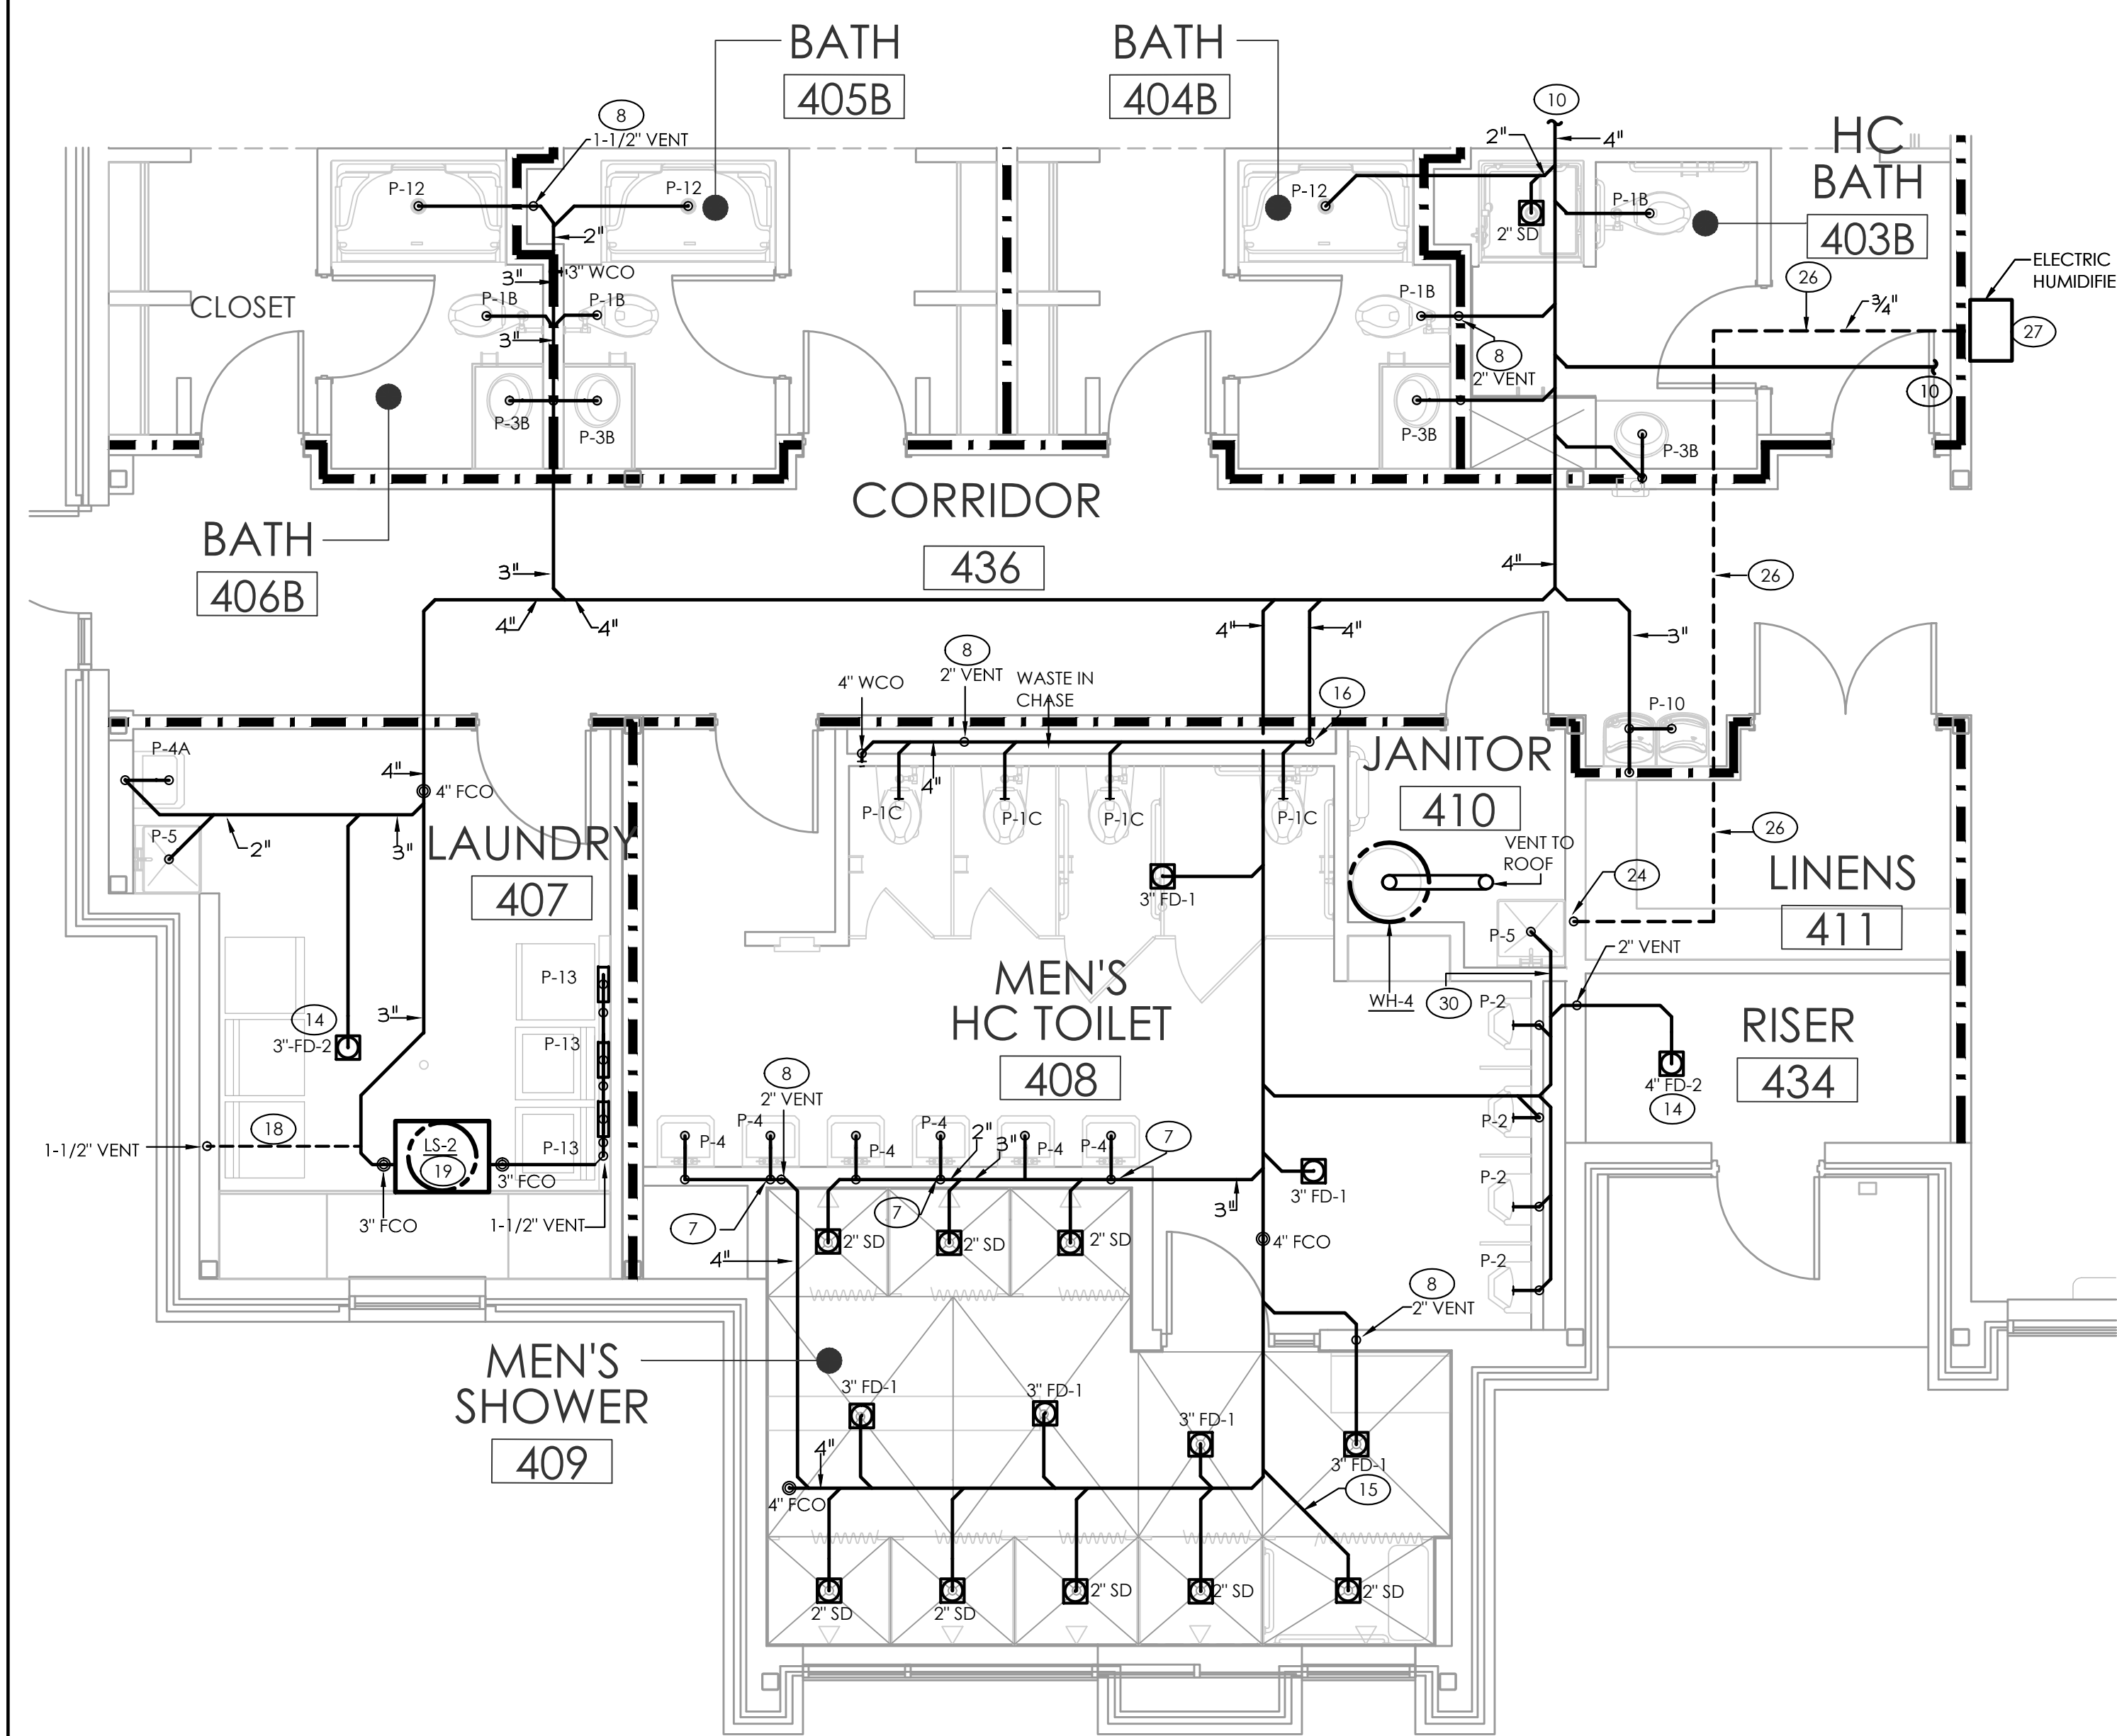 BATH
405B
BATH
404B
10
8
1-1/2" VENT
2"
4"
HC
BATH
403B
P-12
P-12
P-12
P-1B
2" SD
2"
3"
3" WCO
ELECTRIC
HUMIDIFIE
26
3/4"
27
CLOSET
P-1B
P-1B
P-1B
3"
8
2" VENT
10
P-3B
P-3B
P-3B
P-3B
CORRIDOR
436
BATH
406B
3"
4"
26
4"
4"
4"
4"
3"
8
2" VENT
WASTE IN
CHASE
4" WCO
16
P-10
P-4A
4"
4" FCO
JANITOR
410
4"
P-1C
P-1C
P-1C
P-1C
P-5
2"
3"
LAUNDRY
407
VENT TO
ROOF
26
24
LINENS
411
3" FD-1
P-5
2" VENT
P-13
MEN'S
HC TOILET
408
WH-4
30
P-2
14
3"-FD-2
3"
P-13
RISER
434
4" FD-2
14
8
2" VENT
P-4
P-4
P-4
P-4
2"
3"
P-4
P-4
7
P-2
1-1/2" VENT
18
LS-2
19
P-13
3" FCO
3" FCO
1-1/2" VENT
7
7
3"
3" FD-1
P-2
2" SD
2" SD
2" SD
4" FCO
4"
P-2
8
2" VENT
MEN'S
SHOWER
409
3" FD-1
3" FD-1
3" FD-1
3" FD-1
4"
4" FCO
15
2" SD
2" SD
2" SD
2" SD
2" SD